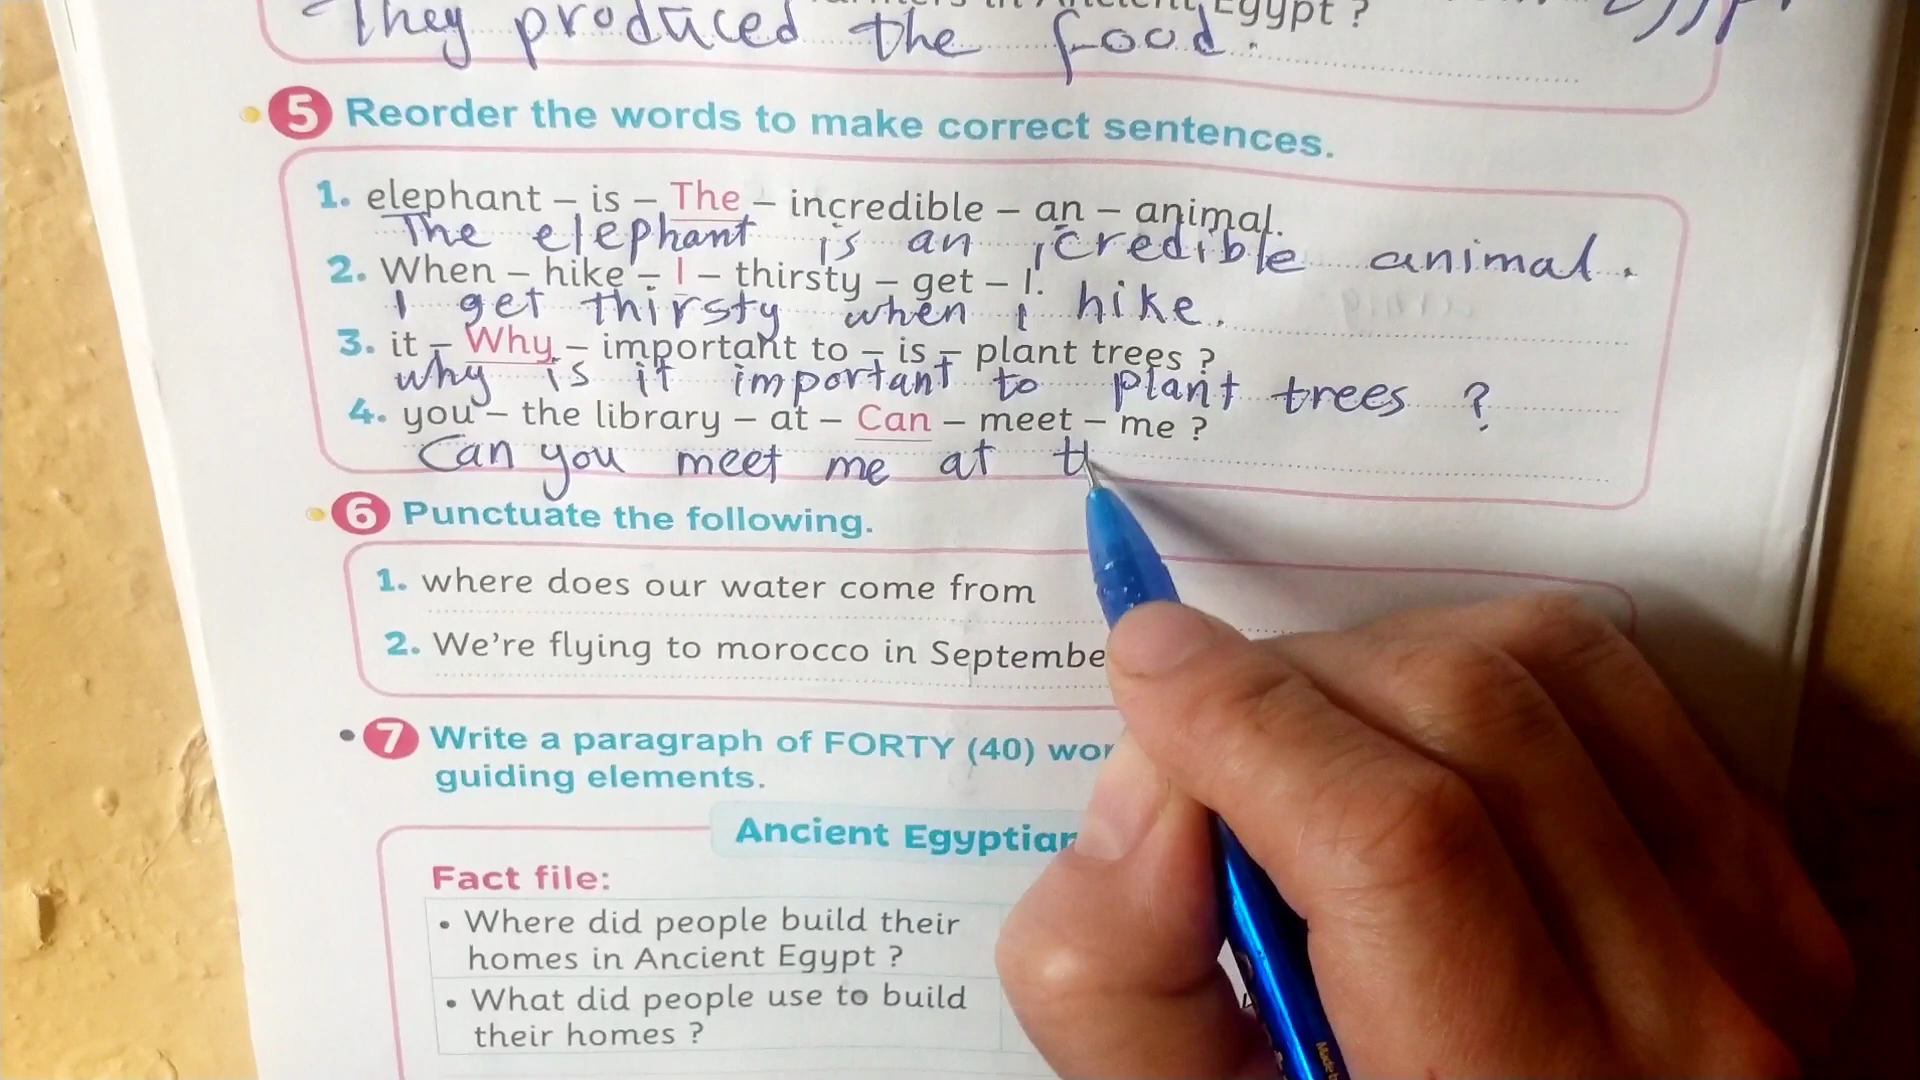 Egypt ?
They produced the food.
5 Reorder the words to make correct sentences.
1. elephant – is – The – incredible – an – animal.
The elephant is an icredible animal.
2. When – hike – I – thirsty – get – I.
I get thirsty when I hike.
3. it – Why – important to – is – plant trees ?
why is it important to plant trees ?
4. you – the library – at – Can – meet – me ?
Can you meet me at th
6 Punctuate the following.
1. where does our water come from
2. We're flying to morocco in Septembe
7 Write a paragraph of FORTY (40) wor
guiding elements.
Ancient Egyptian
Fact file:
• Where did people build their
homes in Ancient Egypt ?
• What did people use to build
their homes ?